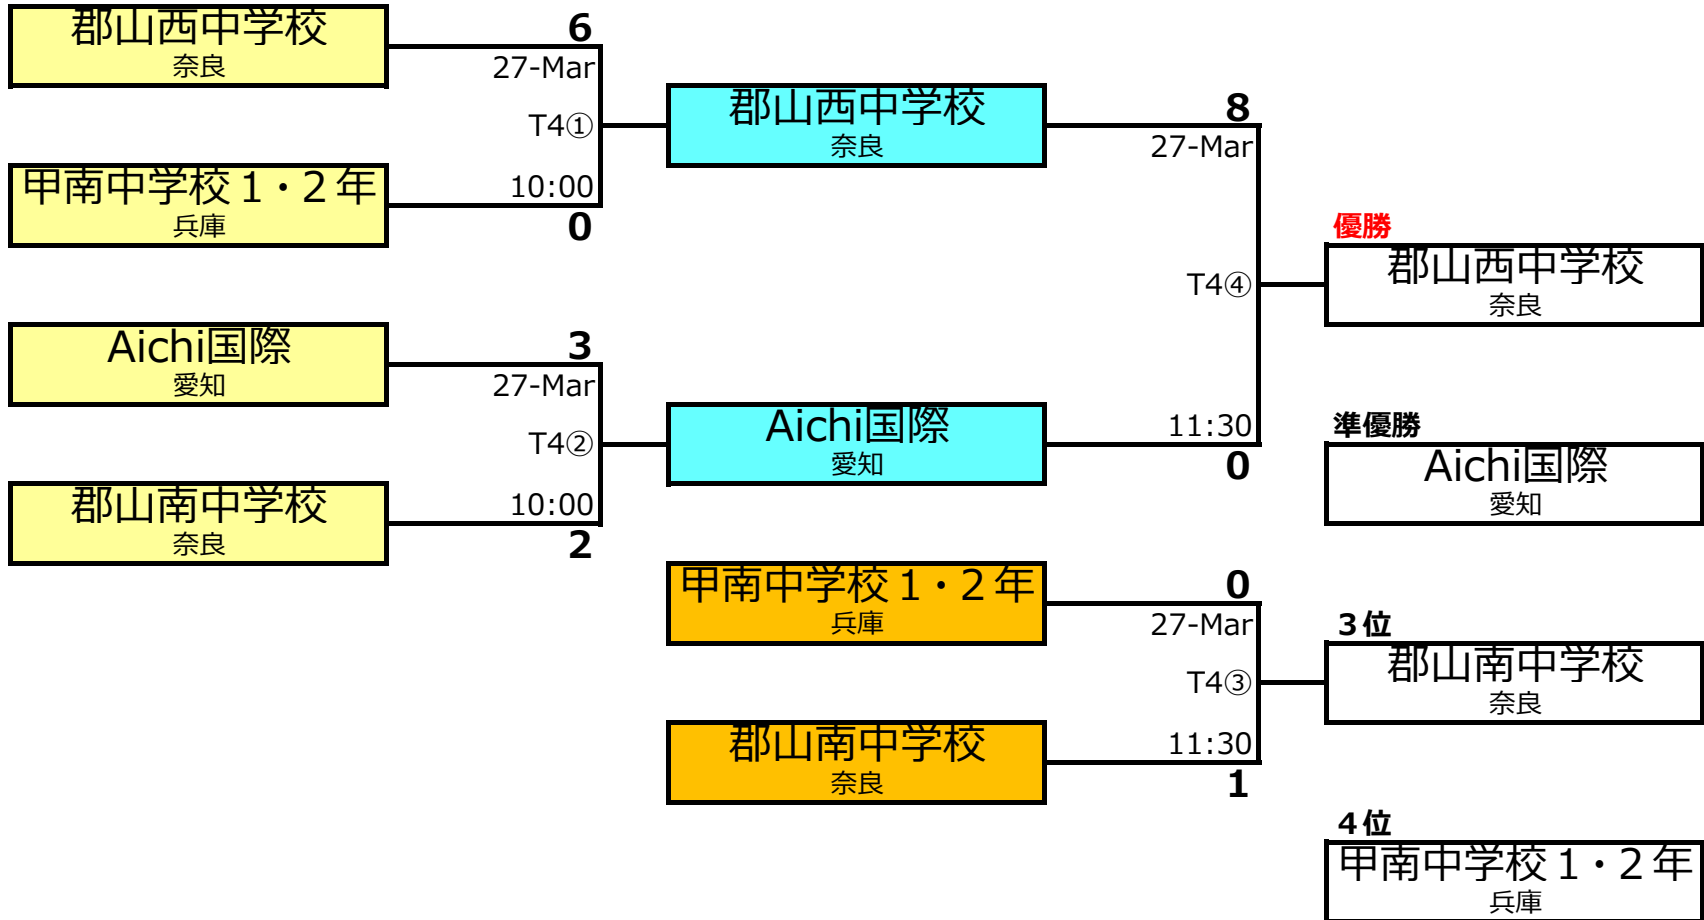 郡山西中学校
奈良
6
27-Mar
T4①
10:00
0
甲南中学校１・２年
兵庫
Aichi国際
愛知
3
27-Mar
T4②
10:00
2
郡山南中学校
奈良
郡山西中学校
奈良
8
27-Mar
T4④
11:30
0
Aichi国際
愛知
甲南中学校１・２年
兵庫
0
27-Mar
T4③
11:30
1
郡山南中学校
奈良
優勝
郡山西中学校
奈良
準優勝
Aichi国際
愛知
３位
郡山南中学校
奈良
４位
甲南中学校１・２年
兵庫